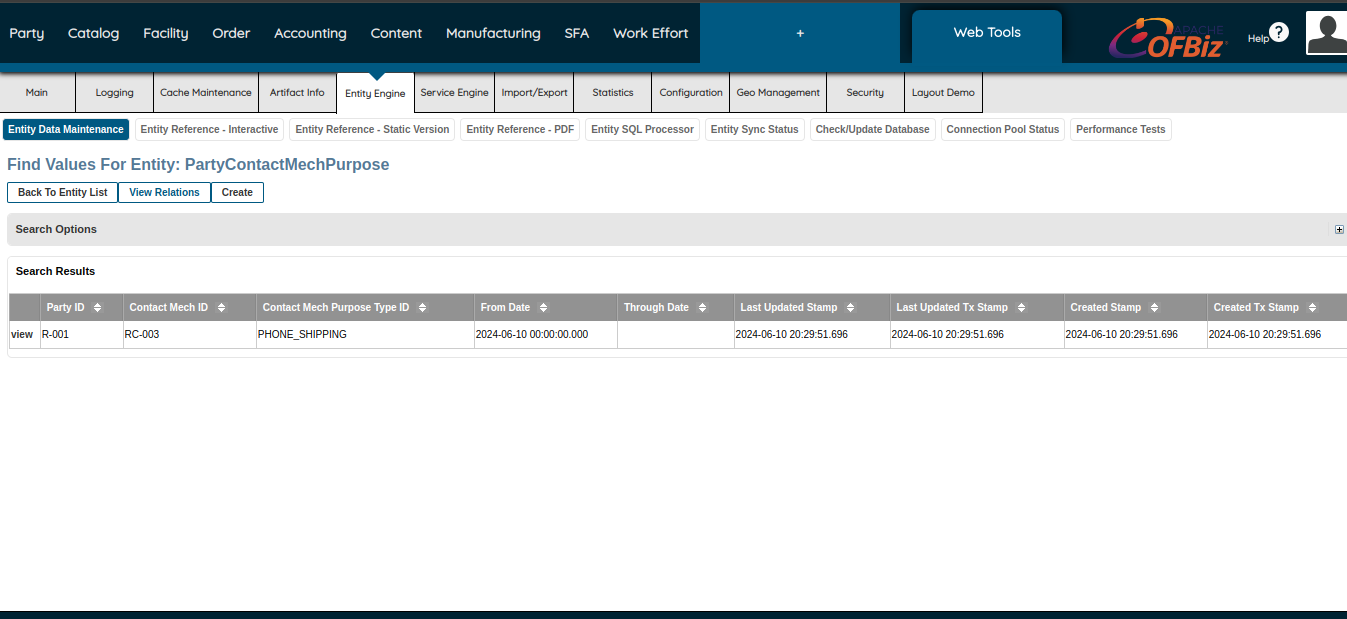 Party Catalog Facility Order Accounting Content Manufacturing SFA Work Effort + Web Tools APACHE OFBiz Help ?
Main Logging Cache Maintenance Artifact Info Entity Engine Service Engine Import/Export Statistics Configuration Geo Management Security Layout Demo
Entity Data Maintenance Entity Reference - Interactive Entity Reference - Static Version Entity Reference - PDF Entity SQL Processor Entity Sync Status Check/Update Database Connection Pool Status Performance Tests
Find Values For Entity: PartyContactMechPurpose
Back To Entity List View Relations Create
Search Options
Search Results
Party ID Contact Mech ID Contact Mech Purpose Type ID From Date Through Date Last Updated Stamp Last Updated Tx Stamp Created Stamp Created Tx Stamp
view R-001 RC-003 PHONE_SHIPPING 2024-06-10 00:00:00.000 2024-06-10 20:29:51.696 2024-06-10 20:29:51.696 2024-06-10 20:29:51.696 2024-06-10 20:29:51.696